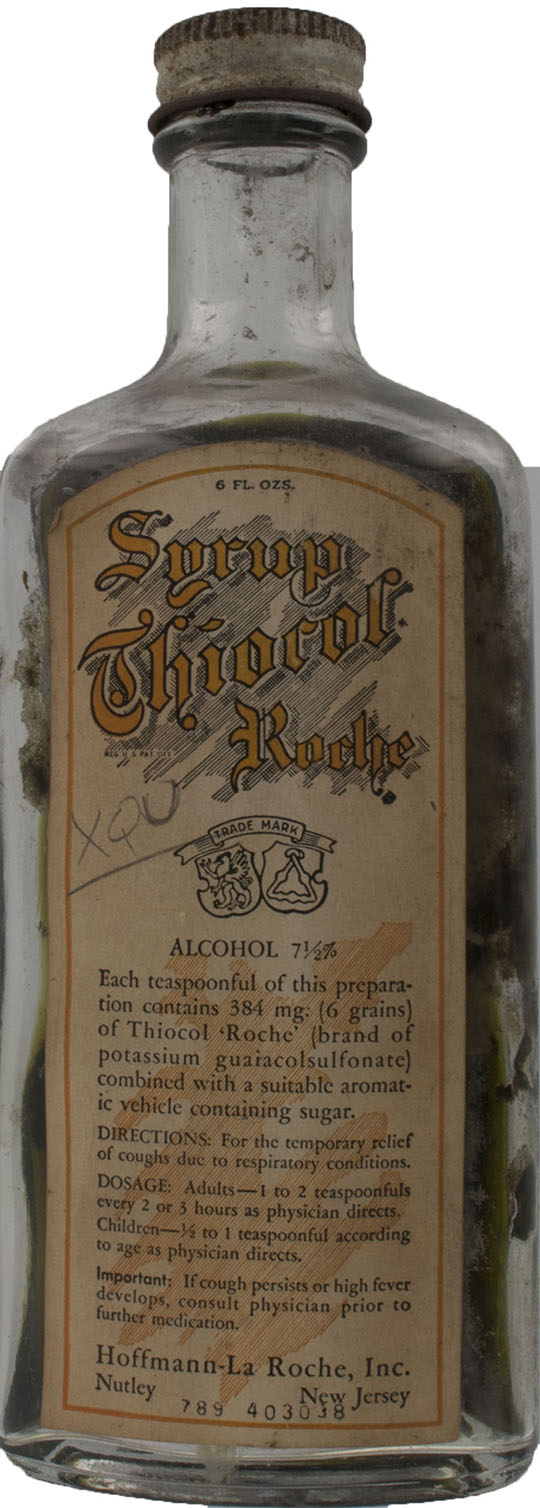 6 FL. OZS.
Syrup
Thiocol
Roche
REG. U.S. PAT. OFF.
XQU
TRADE MARK
ALCOHOL 7½%
Each teaspoonful of this prepara-
tion contains 384 mg. (6 grains)
of Thiocol ‘Roche’ (brand of
potassium guaiacolsulfonate)
combined with a suitable aromat-
ic vehicle containing sugar.
DIRECTIONS: For the temporary relief
of coughs due to respiratory conditions.
DOSAGE: Adults—1 to 2 teaspoonfuls
every 2 or 3 hours as physician directs.
Children—½ to 1 teaspoonful according
to age as physician directs.
Important: If cough persists or high fever
develops, consult physician prior to
further medication.
Hoffmann-La Roche, Inc.
Nutley New Jersey
789 403038